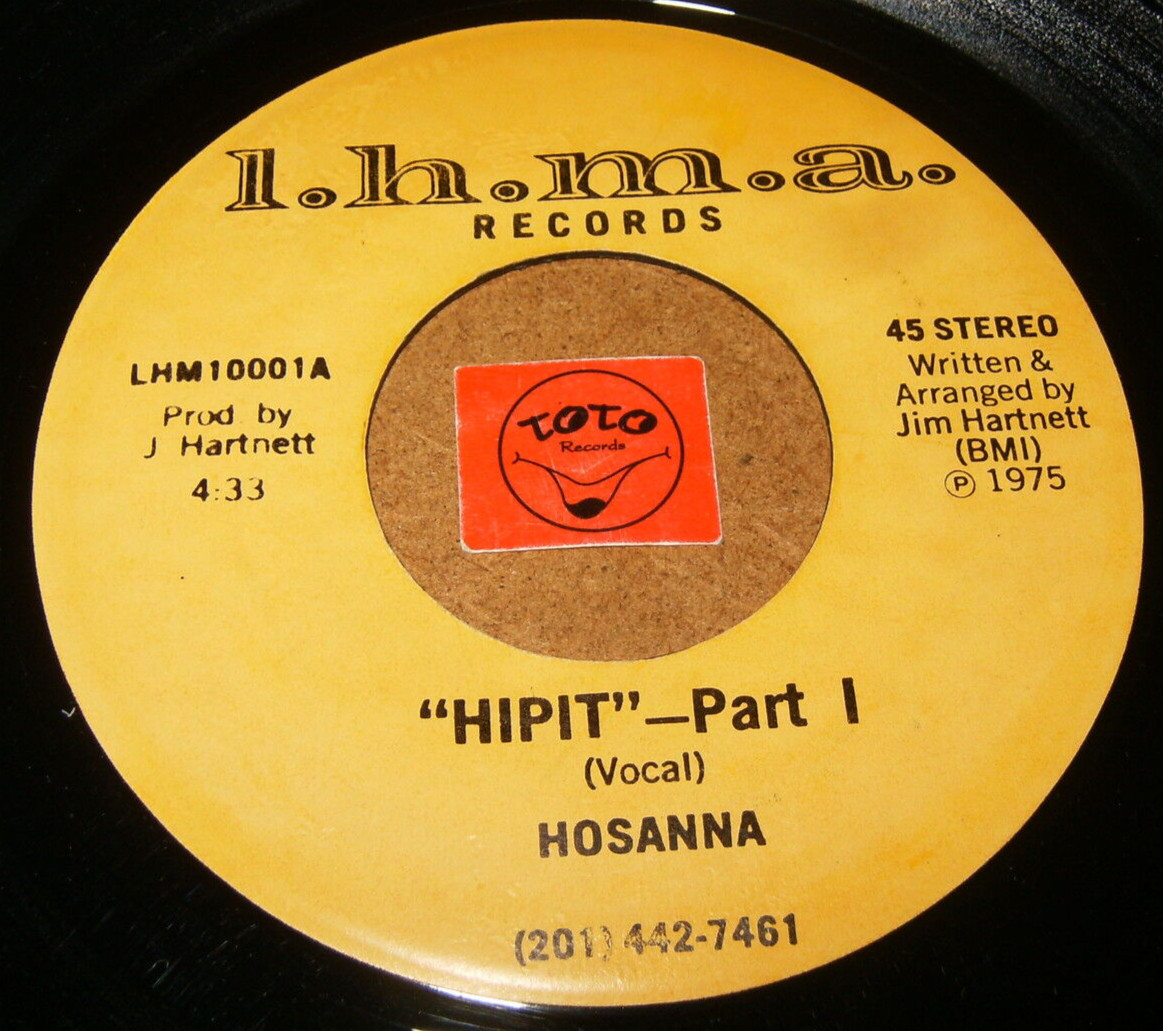 l.h.m.a.
RECORDS
LHM10001A
Prod. by
J Hartnett
4:33
45 STEREO
Written &
Arranged by
Jim Hartnett
(BMI)
℗ 1975
TOTO
Records
“HIPIT”—Part I
(Vocal)
HOSANNA
(201) 442-7461